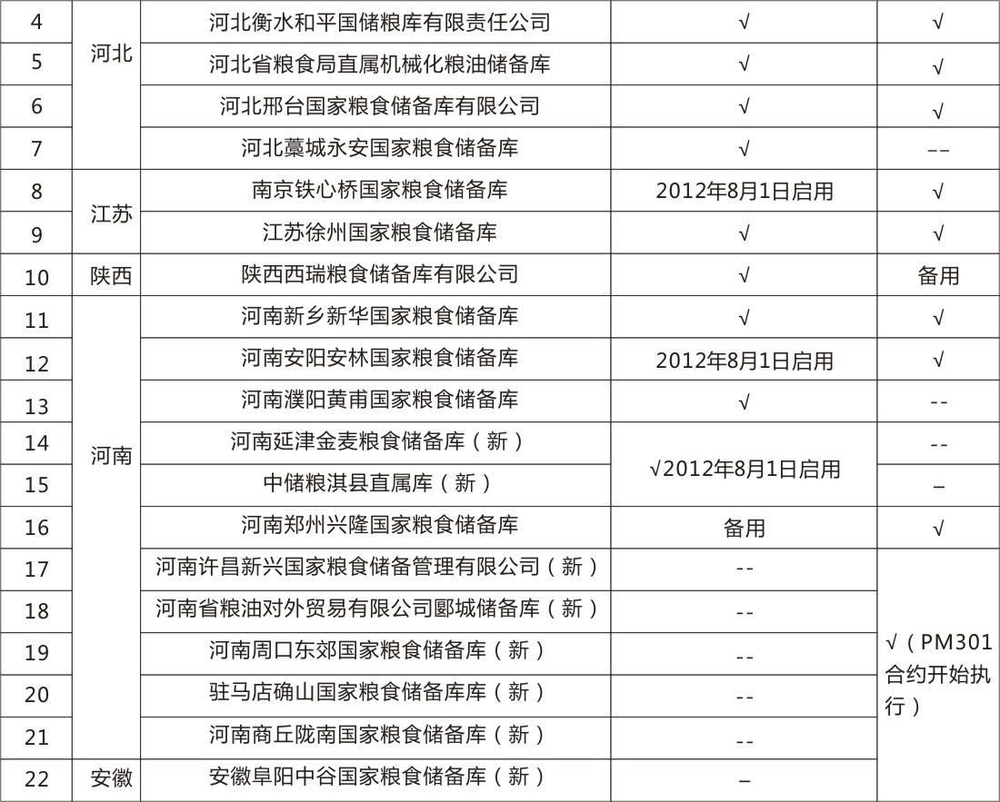 4 河北 河北衡水和平国储粮库有限责任公司 √ √
5 河北省粮食局直属机械化粮油储备库 √ √
6 河北邢台国家粮食储备库有限公司 √ √
7 河北藁城永安国家粮食储备库 √ --
8 江苏 南京铁心桥国家粮食储备库 2012年8月1日启用 √
9 江苏徐州国家粮食储备库 √ √
10 陕西 陕西西瑞粮食储备库有限公司 √ 备用
11 河南 河南新乡新华国家粮食储备库 √ √
12 河南安阳安林国家粮食储备库 2012年8月1日启用 √
13 河南濮阳黄甫国家粮食储备库 √ --
14 河南延津金麦粮食储备库（新） √2012年8月1日启用 --
15 中储粮淇县直属库（新） –
16 河南郑州兴隆国家粮食储备库 备用 √
17 河南许昌新兴国家粮食储备管理有限公司（新） -- √（PM301
合约开始执
行）
18 河南省粮油对外贸易有限公司郾城储备库（新） --
19 河南周口东郊国家粮食储备库（新） --
20 驻马店确山国家粮食储备库库（新） --
21 河南商丘陇南国家粮食储备库（新） --
22 安徽 安徽阜阳中谷国家粮食储备库（新） –